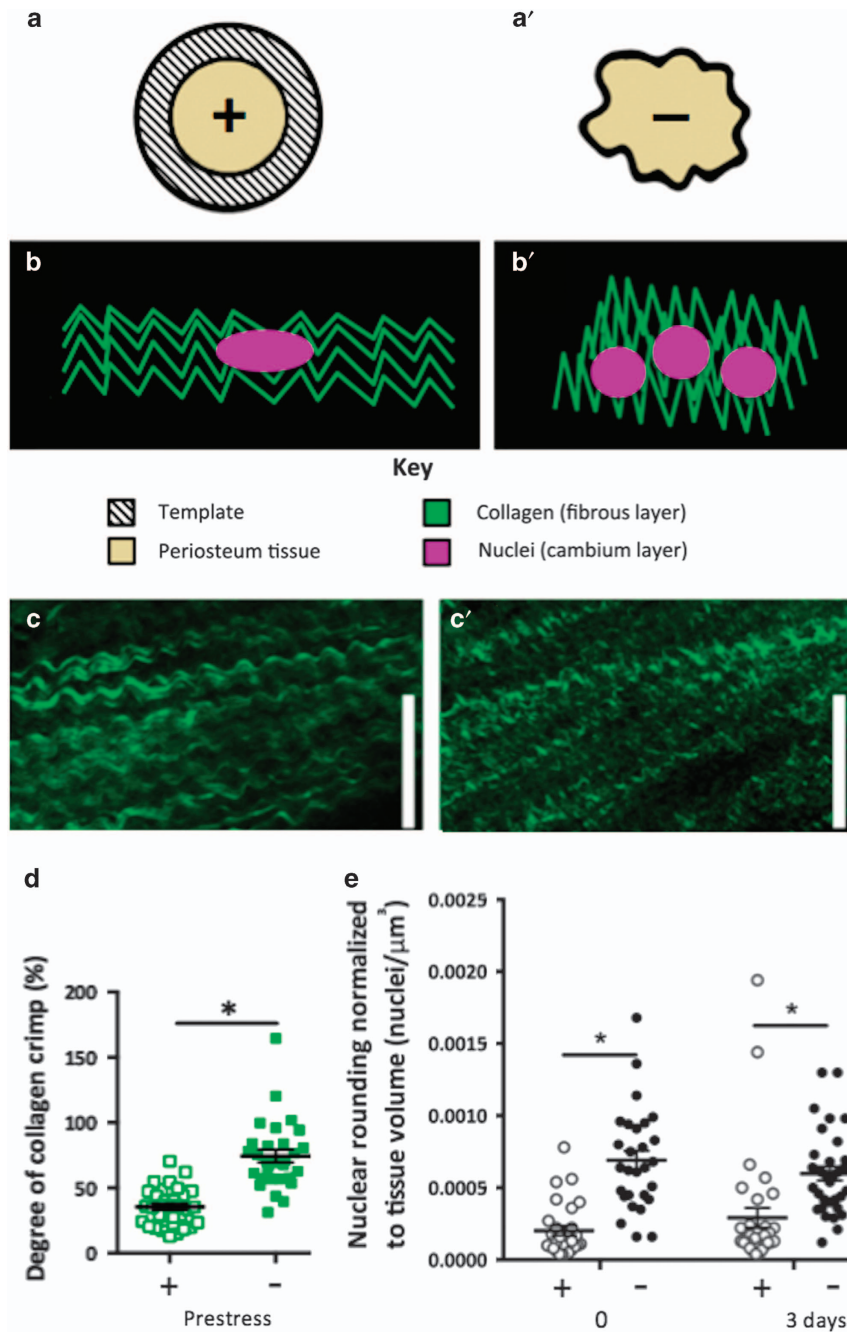 a
a′
+
−
b
b′
Key
Template
Collagen (fibrous layer)
Periosteum tissue
Nuclei (cambium layer)
c
c′
d
e
Degree of collagen crimp (%)
200
150
100
50
0
*
+
−
Prestress
Nuclear rounding normalized
to tissue volume (nuclei/μm³)
0.0025
0.0020
0.0015
0.0010
0.0005
0.0000
*
*
+
−
+
−
0
3 days